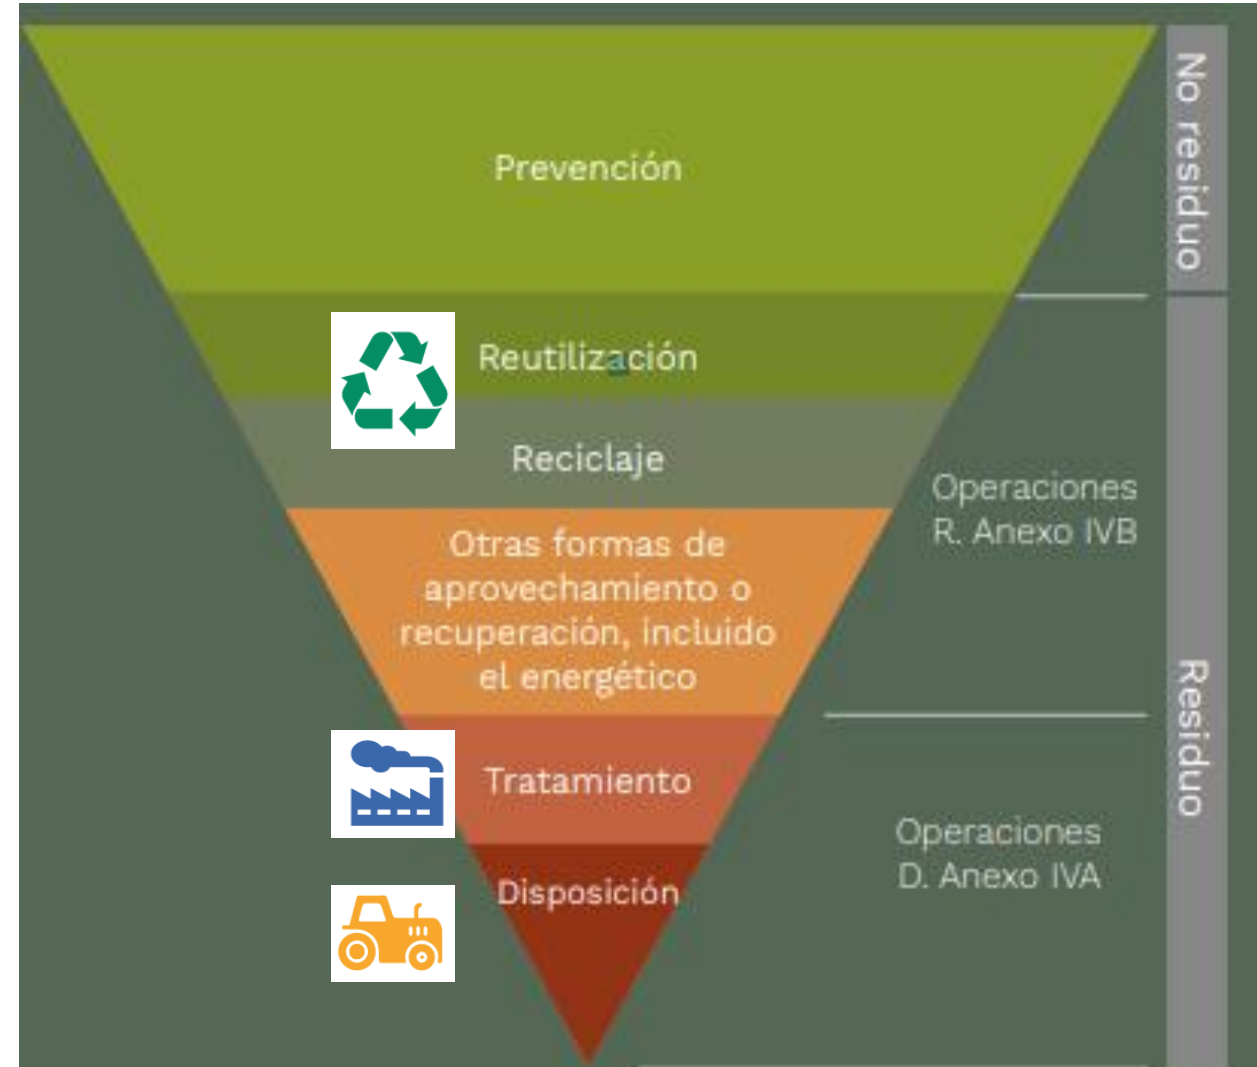 Prevención
Reutilización
Reciclaje
Otras formas de
aprovechamiento o
recuperación, incluido
el energético
Tratamiento
Disposición
Operaciones
R. Anexo IVB
Operaciones
D. Anexo IVA
No residuo
Residuo